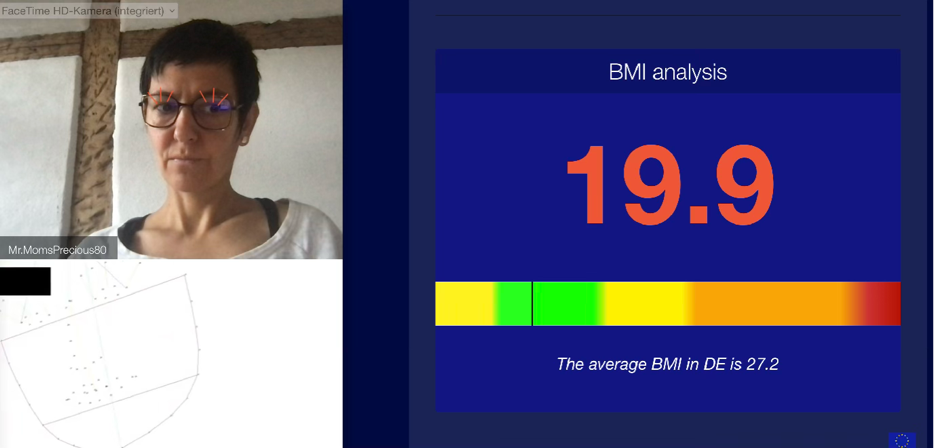 FaceTime HD-Kamera (integriert)
Mr.MomsPrecious80
BMI analysis
19.9
The average BMI in DE is 27.2